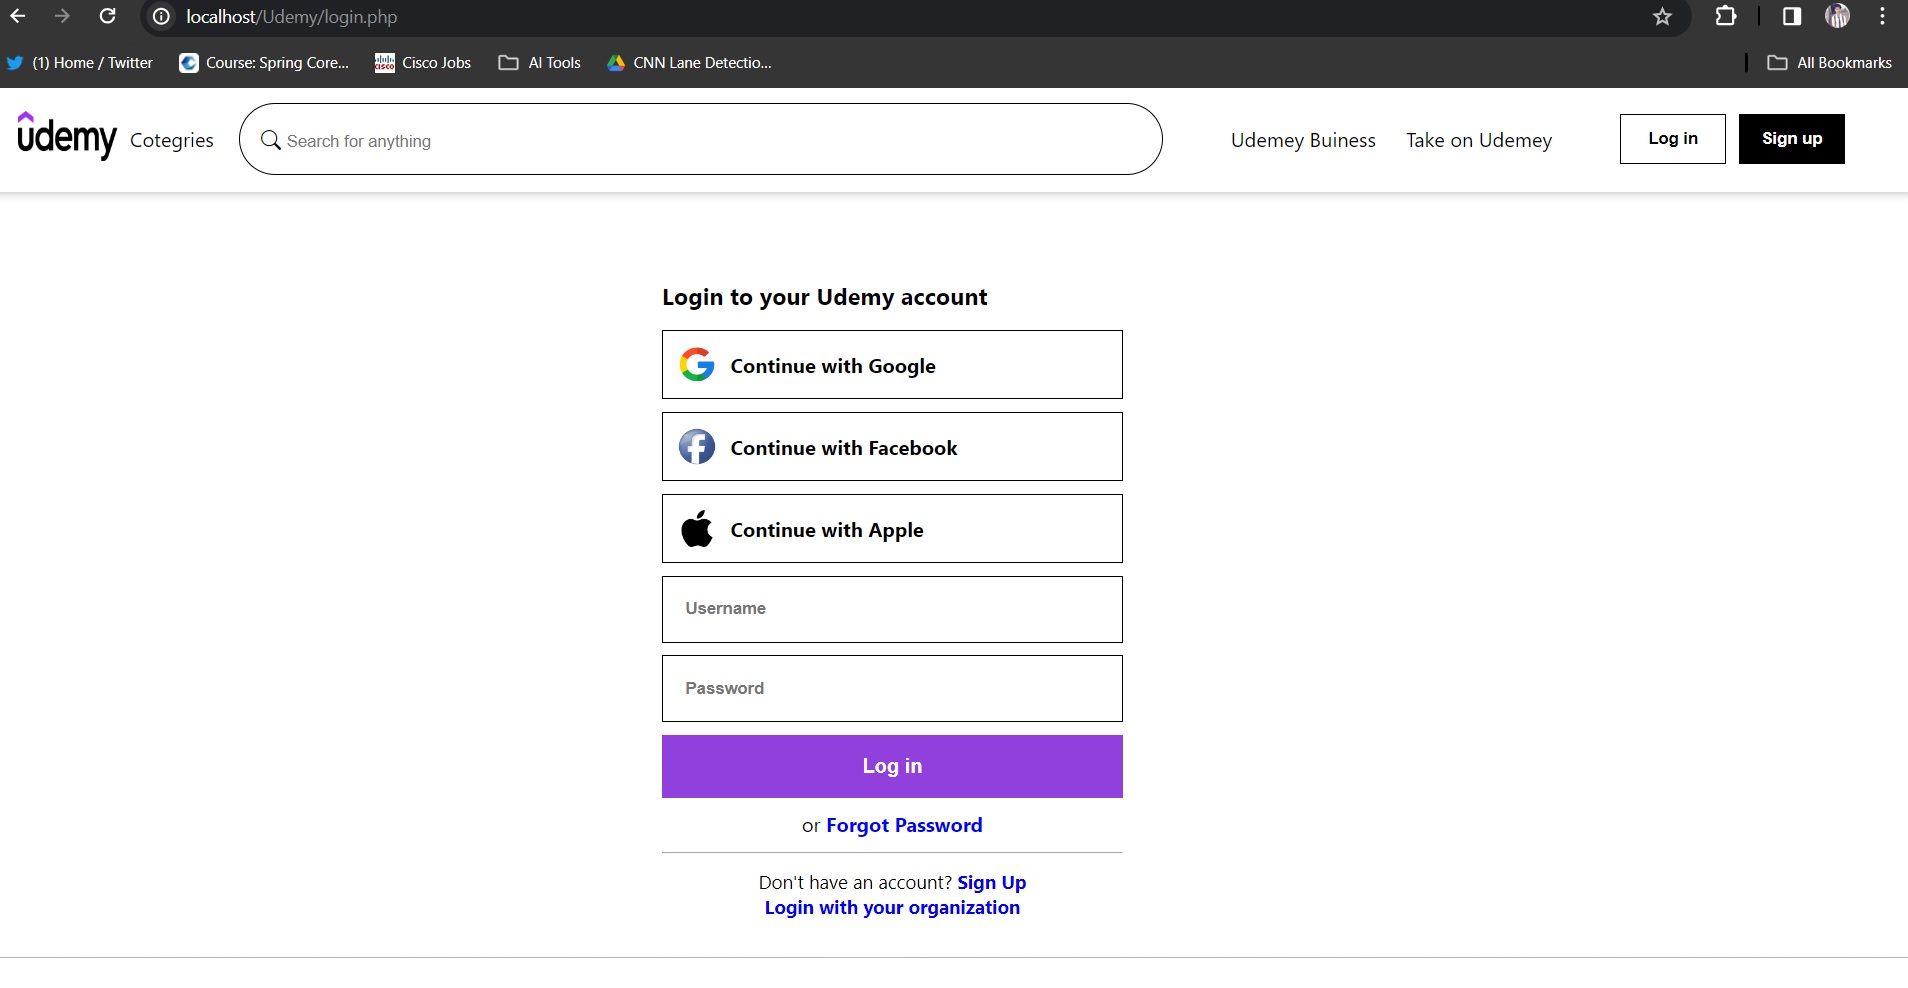 localhost/Udemy/login.php
(1) Home / Twitter Course: Spring Core... Cisco Jobs AI Tools CNN Lane Detectio... All Bookmarks
ûdemy Cotegries Search for anything Udemey Buiness Take on Udemey Log in Sign up
Login to your Udemy account
Continue with Google
Continue with Facebook
Continue with Apple
Username
Password
Log in
or Forgot Password
Don't have an account? Sign Up
Login with your organization